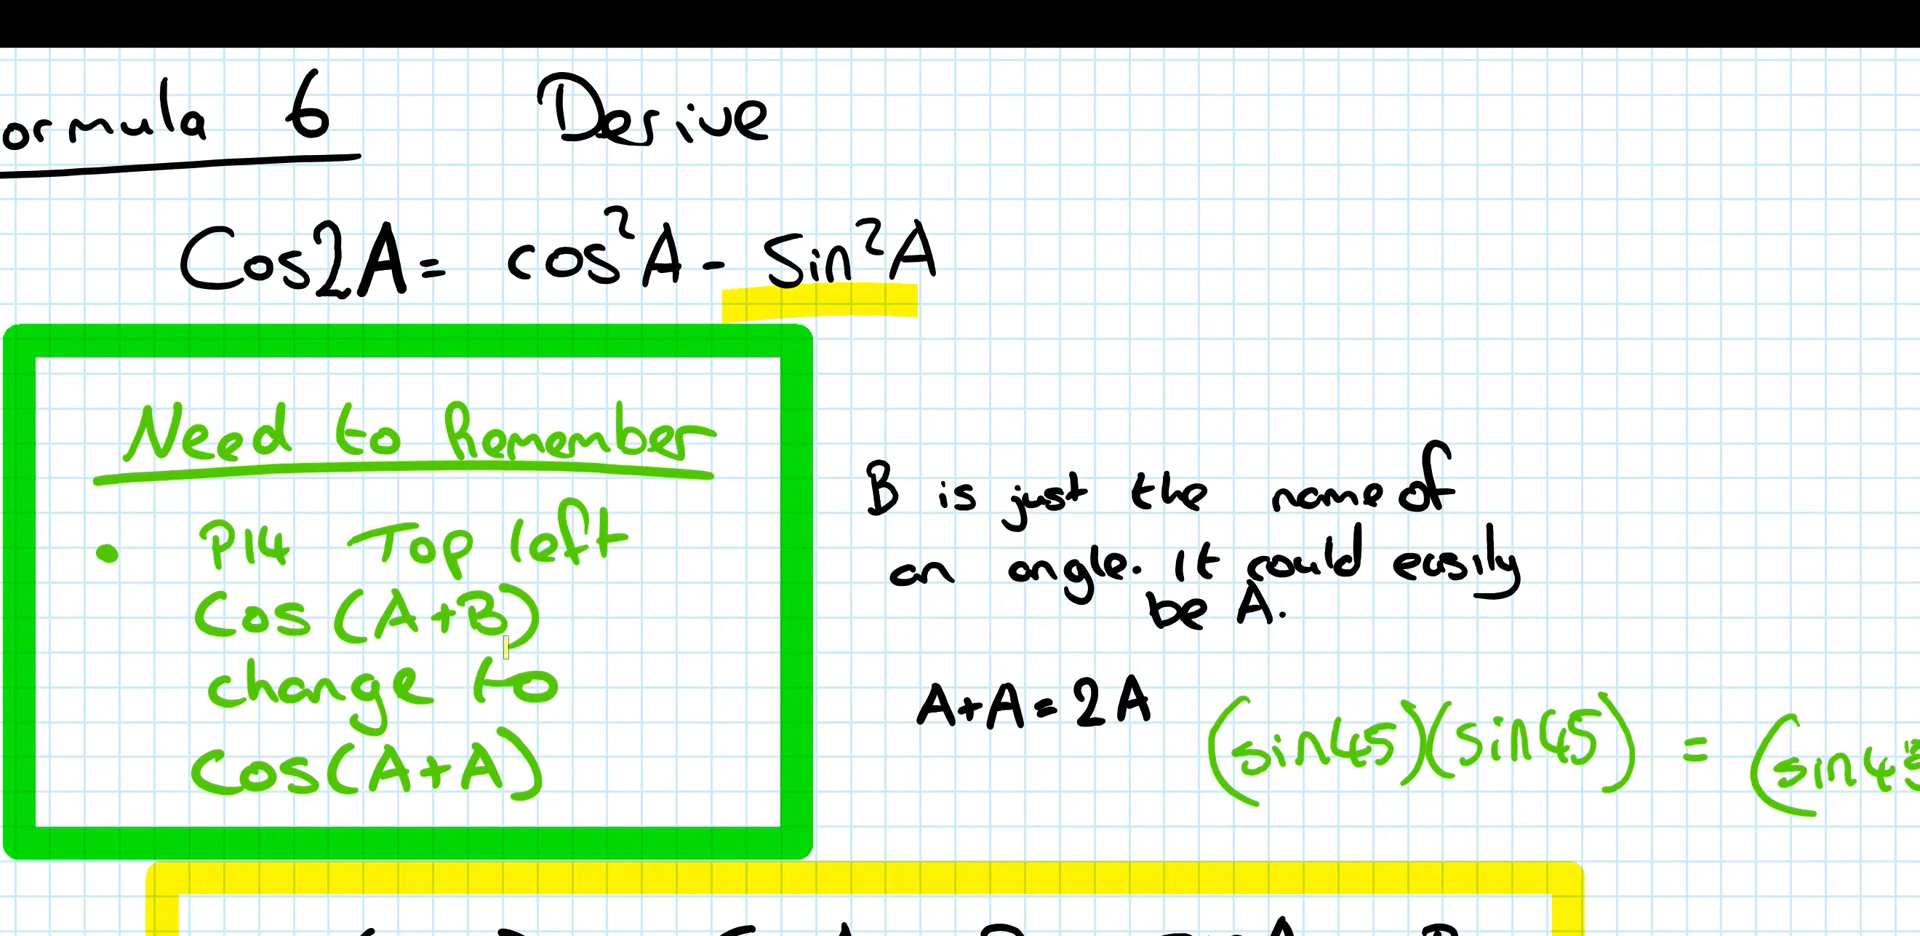 ormula 6 Derive
Cos2A= cos²A - Sin²A
Need to Remember
• P14 Top left
Cos (A+B)
change to
Cos(A+A)
B is just the name of
an angle. It could easily
be A.
A+A=2A
(sin45)(sin45) = (sin45